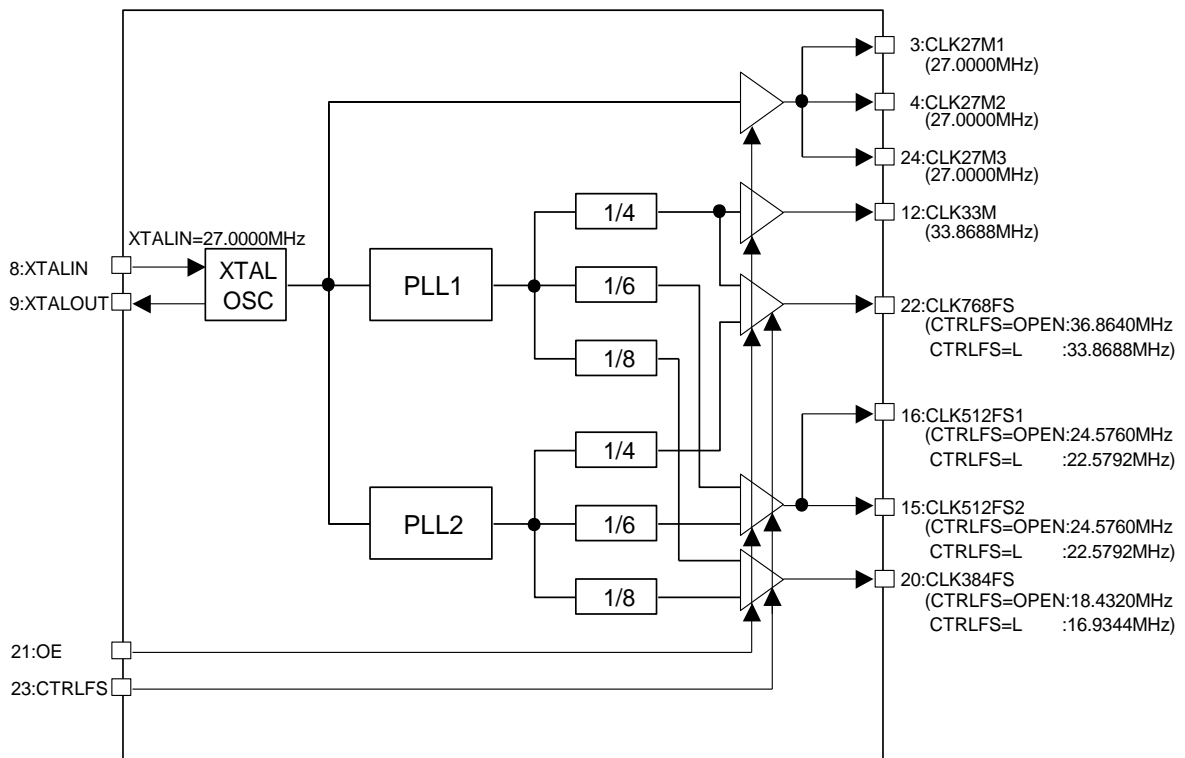 3:CLK27M1
(27.0000MHz)
4:CLK27M2
(27.0000MHz)
24:CLK27M3
(27.0000MHz)
1/4
12:CLK33M
(33.8688MHz)
XTALIN=27.0000MHz
8:XTALIN
9:XTALOUT
XTAL
OSC
PLL1
1/6
22:CLK768FS
(CTRLFS=OPEN:36.8640MHz
CTRLFS=L :33.8688MHz)
1/8
16:CLK512FS1
(CTRLFS=OPEN:24.5760MHz
CTRLFS=L :22.5792MHz)
1/4
PLL2
1/6
15:CLK512FS2
(CTRLFS=OPEN:24.5760MHz
CTRLFS=L :22.5792MHz)
1/8
20:CLK384FS
(CTRLFS=OPEN:18.4320MHz
CTRLFS=L :16.9344MHz)
21:OE
23:CTRLFS